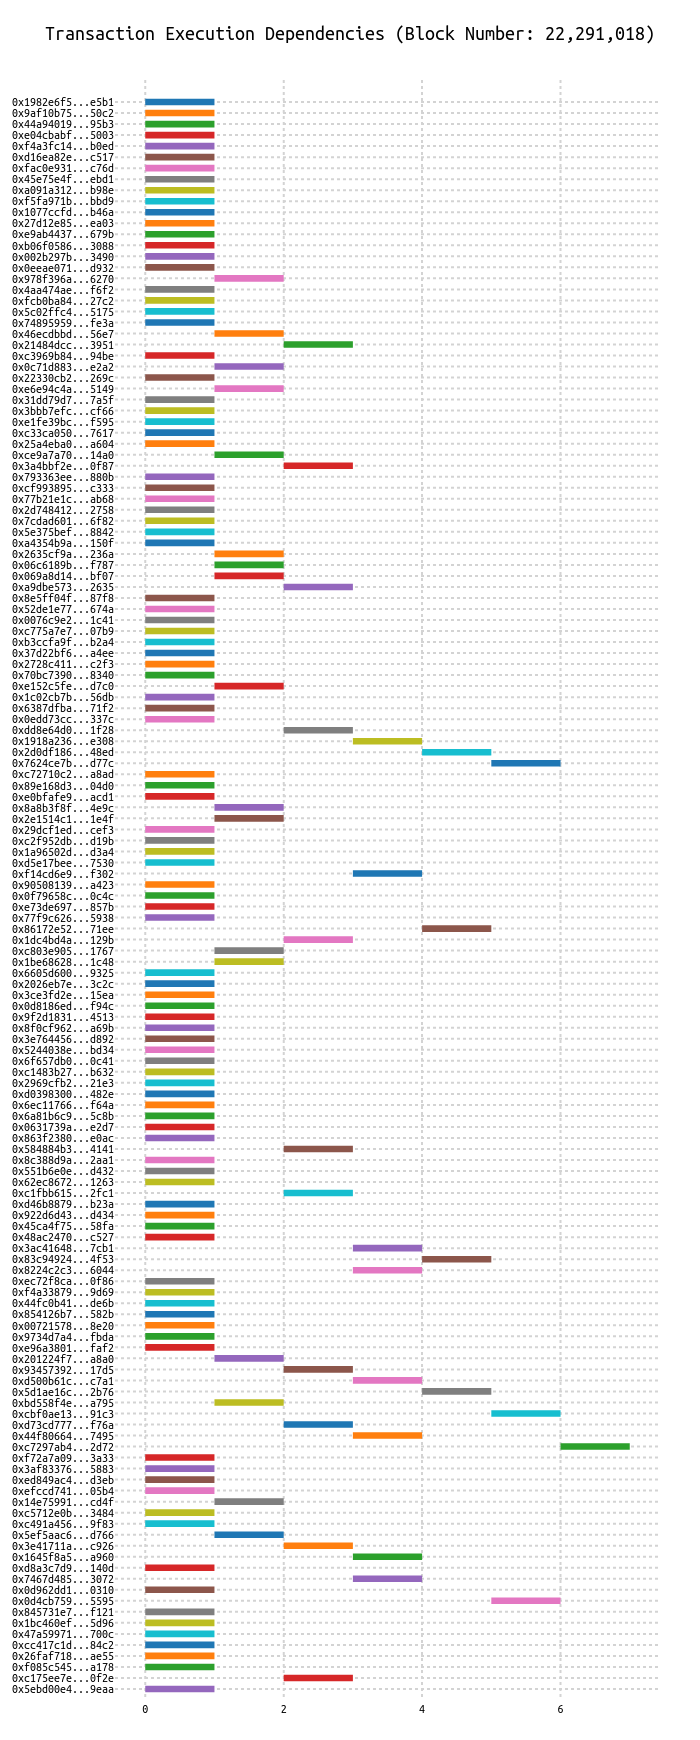 Transaction Execution Dependencies (Block Number: 22,291,018)
0x1982e6f5...e5b1
0x9af10b75...50c2
0x44a94019...95b3
0xe04cbabf...5003
0xf4a3fc14...b0ed
0xd16ea82e...c517
0xfac0e931...c76d
0x45e75e4f...ebd1
0xa091a312...b98e
0xf5fa971b...bbd9
0x1077ccfd...b46a
0x27d12e85...ea03
0xe9ab4437...679b
0xb06f0586...3088
0x002b297b...3490
0x0eeae071...d932
0x978f396a...6270
0x4aa474ae...f6f2
0xfcb0ba84...27c2
0x5c02ffc4...5175
0x74895959...fe3a
0x46ecdbbd...56e7
0x21484dcc...3951
0xc3969b84...94be
0x0c71d883...e2a2
0x22330cb2...269c
0xe6e94c4a...5149
0x31dd79d7...7a5f
0x3bbb7efc...cf66
0xe1fe39bc...f595
0xc33ca050...7617
0x25a4eba0...a604
0xce9a7a70...14a0
0x3a4bbf2e...0f87
0x793363ee...880b
0xcf993895...c333
0x77b21e1c...ab68
0x2d748412...2758
0x7cdad601...6f82
0x5e375bef...8842
0xa4354b9a...150f
0x2635cf9a...236a
0x06c6189b...f787
0x069a8d14...bf07
0xa9dbe573...2635
0x8e5ff04f...87f8
0x52de1e77...674a
0x0076c9e2...1c41
0xc775a7e7...07b9
0xb3ccfa9f...b2a4
0x37d22bf6...a4ee
0x2728c411...c2f3
0x70bc7390...8340
0xe152c5fe...d7c0
0x1c02cb7b...56db
0x6387dfba...71f2
0x0edd73cc...337c
0xdd8e64d0...1f28
0x1918a236...e308
0x2d0df186...48ed
0x7624ce7b...d77c
0xc72710c2...a8ad
0x89e168d3...04d0
0xe0bfafe9...acd1
0x8a8b3f8f...4e9c
0x2e1514c1...1e4f
0x29dcf1ed...cef3
0xc2f952db...d19b
0x1a96502d...d3a4
0xd5e17bee...7530
0xf14cd6e9...f302
0x90508139...a423
0x0f79658c...0c4c
0xe73de697...857b
0x77f9c626...5938
0x86172e52...71ee
0x1dc4bd4a...129b
0xc803e905...1767
0x1be68628...1c48
0x6605d600...9325
0x2026eb7e...3c2c
0x3ce3fd2e...15ea
0x0d8186ed...f94c
0x9f2d1831...4513
0x8f0cf962...a69b
0x3e764456...d892
0x5244038e...bd34
0x6f657db0...0c41
0xc1483b27...b632
0x2969cfb2...21e3
0xd0398300...482e
0x6ec11766...f64a
0x6a81b6c9...5c8b
0x0631739a...e2d7
0x863f2380...e0ac
0x584884b3...4141
0x8c388d9a...2aa1
0x551b6e0e...d432
0x62ec8672...1263
0xc1fbb615...2fc1
0xd46b8879...b23a
0x922d6d43...d434
0x45ca4f75...58fa
0x48ac2470...c527
0x3ac41648...7cb1
0x83c94924...4f53
0x8224c2c3...6044
0xec72f8ca...0f86
0xf4a33879...9d69
0x44fc0b41...de6b
0x854126b7...582b
0x00721578...8e20
0x9734d7a4...fbda
0xe96a3801...faf2
0x201224f7...a8a0
0x93457392...17d5
0xd500b61c...c7a1
0x5d1ae16c...2b76
0xbd558f4e...a795
0xcbf0ae13...91c3
0xd73cd777...f76a
0x44f80664...7495
0xc7297ab4...2d72
0xf72a7a09...3a33
0x3af83376...5883
0xed849ac4...d3eb
0xefccd741...05b4
0x14e75991...cd4f
0xc5712e0b...3484
0xc491a456...9f83
0x5ef5aac6...d766
0x3e41711a...c926
0x1645f8a5...a960
0xd8a3c7d9...140d
0x7467d485...3072
0x0d962dd1...0310
0x0d4cb759...5595
0x845731e7...f121
0x1bc460ef...5d96
0x47a59971...700c
0xcc417c1d...84c2
0x26faf718...ae55
0xf085c545...a178
0xc175ee7e...0f2e
0x5ebd00e4...9eaa
0 2 4 6